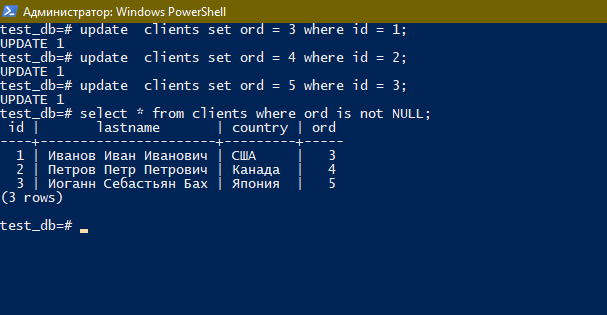 Администратор: Windows PowerShell
test_db=# update  clients set ord = 3 where id = 1;
UPDATE 1
test_db=# update  clients set ord = 4 where id = 2;
UPDATE 1
test_db=# update  clients set ord = 5 where id = 3;
UPDATE 1
test_db=# select * from clients where ord is not NULL;
 id |       lastname       | country | ord
----+----------------------+---------+-----
  1 | Иванов Иван Иванович | США     |   3
  2 | Петров Петр Петрович | Канада  |   4
  3 | Иоганн Себастьян Бах | Япония  |   5
(3 rows)
test_db=#